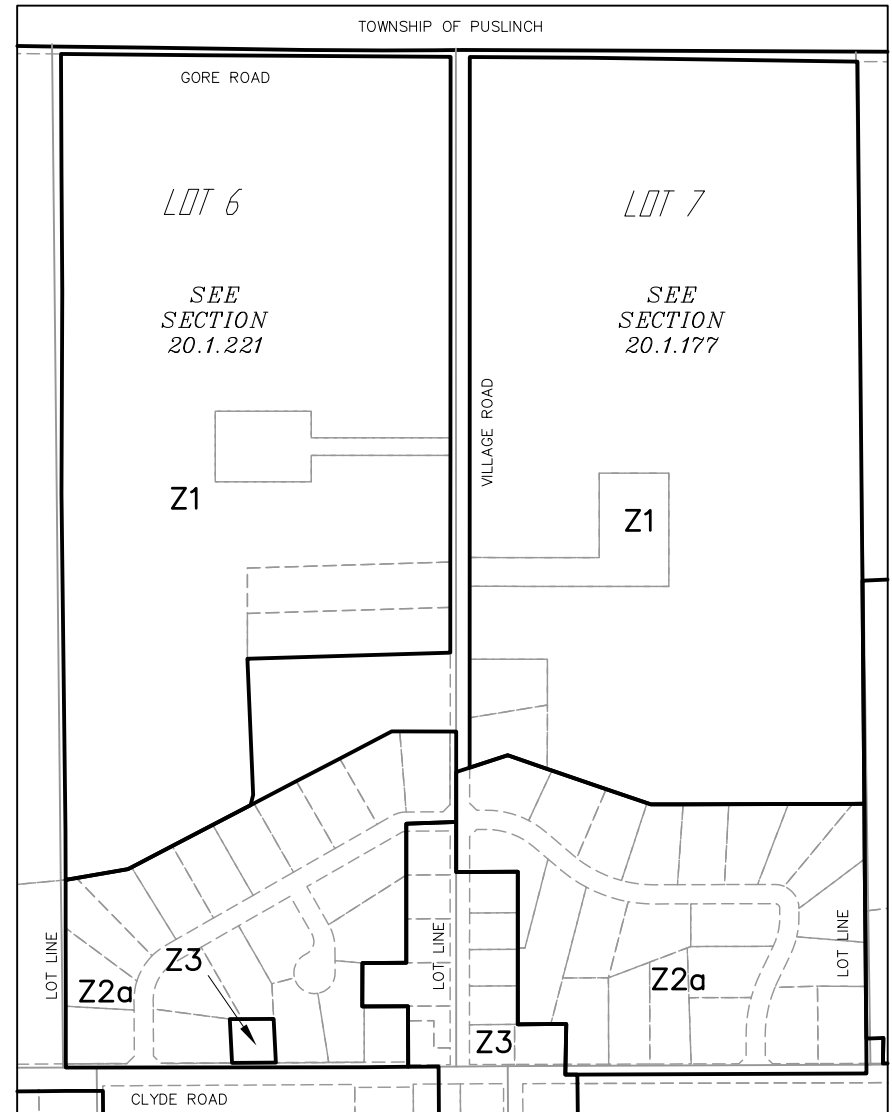 TOWNSHIP OF PUSLINCH
GORE ROAD
LOT 6
LOT 7
SEE
SECTION
20.1.221
SEE
SECTION
20.1.177
VILLAGE ROAD
Z1
Z1
LOT LINE
Z3
Z2a
LOT LINE
Z3
Z2a
LOT LINE
CLYDE ROAD